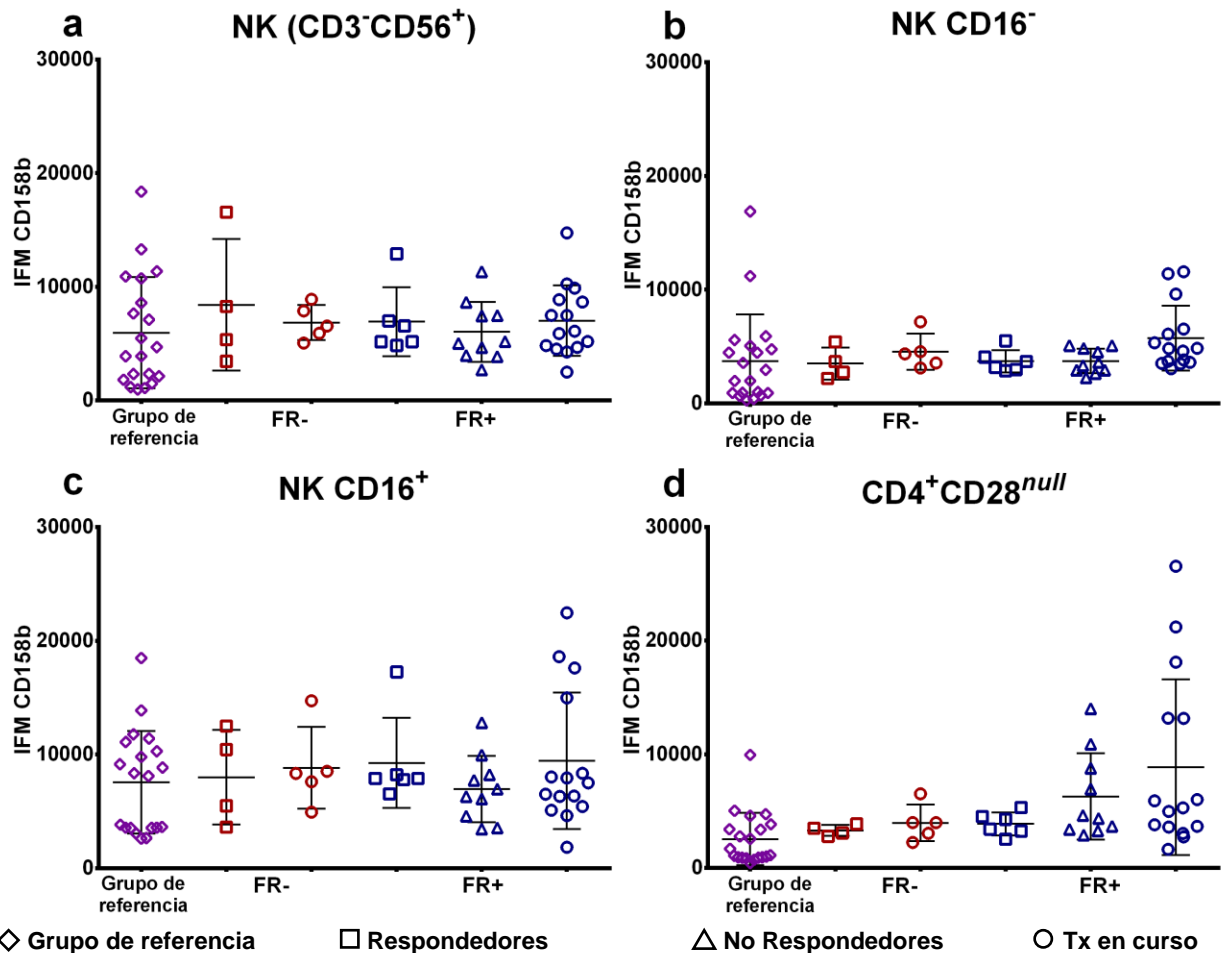 a NK (CD3⁻CD56⁺)
30000
20000
10000
0
IFM CD158b
Grupo de
referencia
FR-
FR+
b NK CD16⁻
30000
20000
10000
0
IFM CD158b
Grupo de
referencia
FR-
FR+
c NK CD16⁺
30000
20000
10000
0
IFM CD158b
Grupo de
referencia
FR-
FR+
d CD4⁺CD28ⁿᵘˡˡ
30000
20000
10000
0
IFM CD158b
Grupo de
referencia
FR-
FR+
Grupo de referencia Respondedores No Respondedores Tx en curso